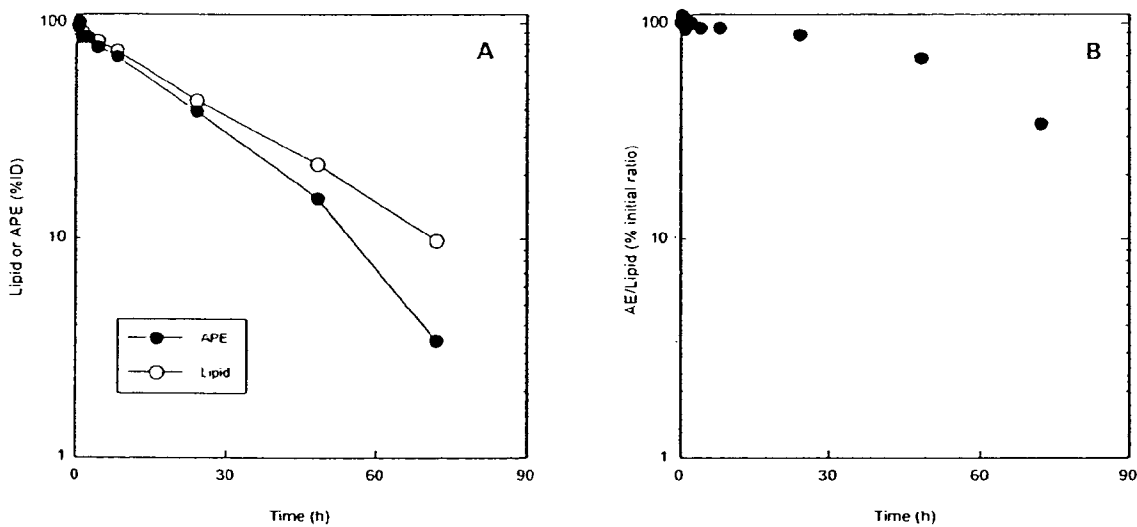 A
Lipid or APE (%ID)
100
10
1
APE
Lipid
0
30
60
90
Time (h)
B
AE/Lipid (% initial ratio)
100
10
1
0
30
60
90
Time (h)